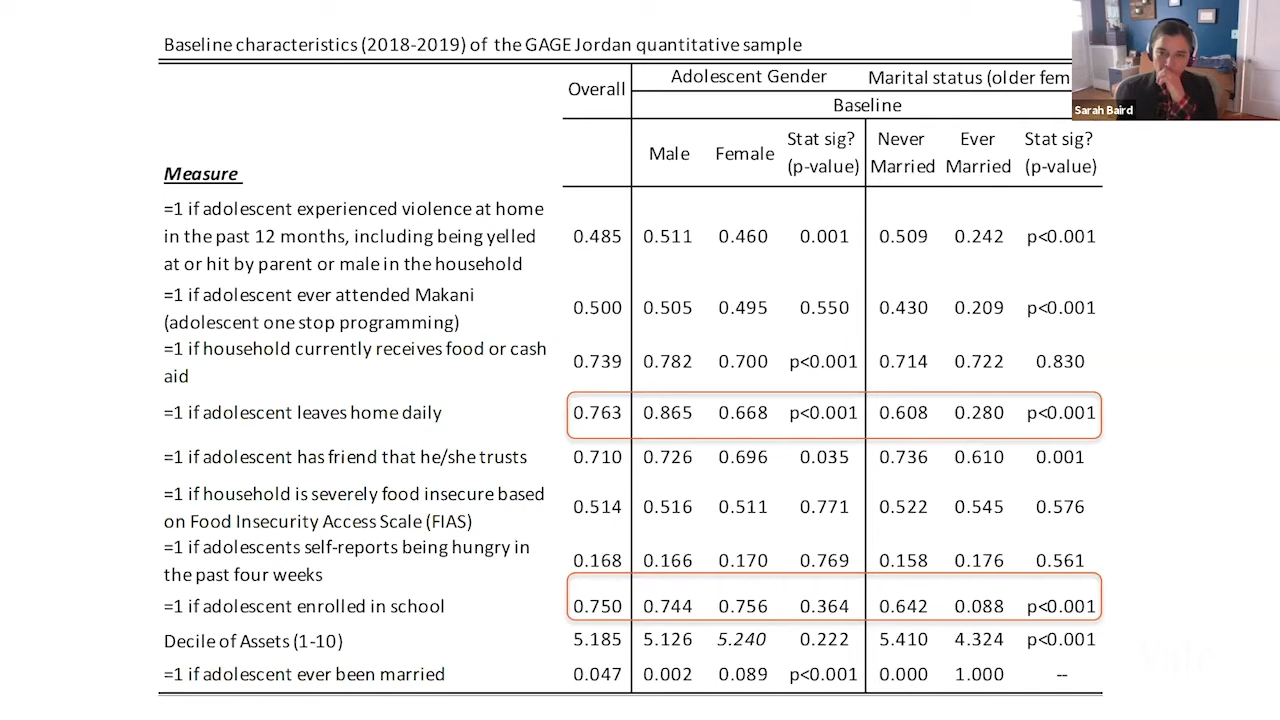 Baseline characteristics (2018-2019) of the GAGE Jordan quantitative sample
Sarah Baird
Overall
Adolescent Gender
Marital status (older fem
Baseline
Measure
Male
Female
Stat sig?
(p-value)
Never
Married
Ever
Married
Stat sig?
(p-value)
=1 if adolescent experienced violence at home
in the past 12 months, including being yelled
at or hit by parent or male in the household
0.485 0.511 0.460 0.001 0.509 0.242 p<0.001
=1 if adolescent ever attended Makani
(adolescent one stop programming)
0.500 0.505 0.495 0.550 0.430 0.209 p<0.001
=1 if household currently receives food or cash
aid
0.739 0.782 0.700 p<0.001 0.714 0.722 0.830
=1 if adolescent leaves home daily 0.763 0.865 0.668 p<0.001 0.608 0.280 p<0.001
=1 if adolescent has friend that he/she trusts 0.710 0.726 0.696 0.035 0.736 0.610 0.001
=1 if household is severely food insecure based
on Food Insecurity Access Scale (FIAS)
0.514 0.516 0.511 0.771 0.522 0.545 0.576
=1 if adolescents self-reports being hungry in
the past four weeks
0.168 0.166 0.170 0.769 0.158 0.176 0.561
=1 if adolescent enrolled in school 0.750 0.744 0.756 0.364 0.642 0.088 p<0.001
Decile of Assets (1-10) 5.185 5.126 5.240 0.222 5.410 4.324 p<0.001
=1 if adolescent ever been married 0.047 0.002 0.089 p<0.001 0.000 1.000 --
Yale